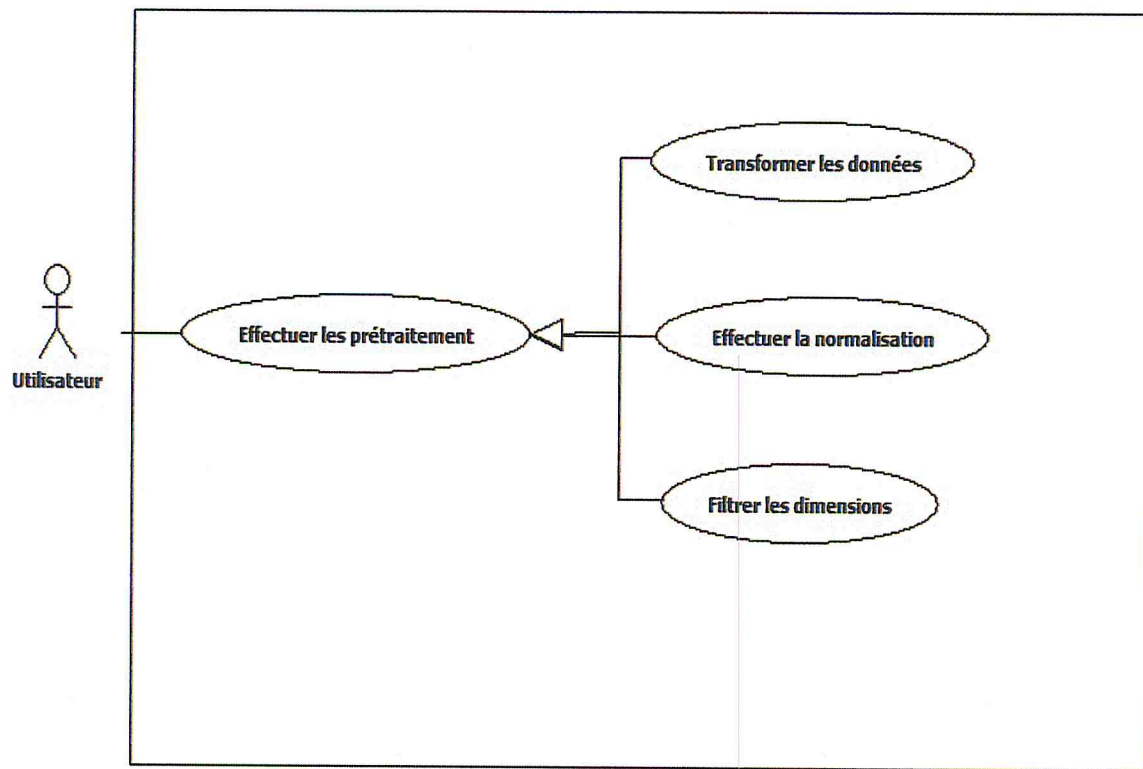 Transformer les données
Effectuer les prétraitement
Effectuer la normalisation
Utilisateur
Filtrer les dimensions